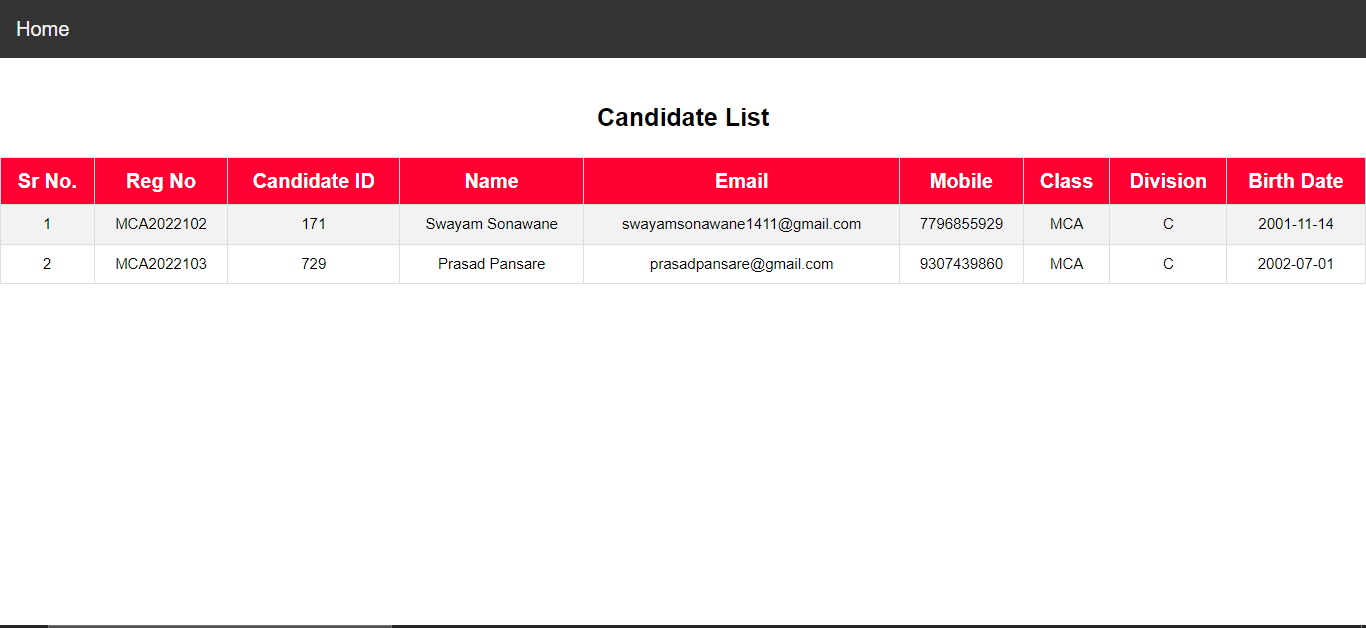 Home
Candidate List
Sr No. Reg No Candidate ID Name Email Mobile Class Division Birth Date
1 MCA2022102 171 Swayam Sonawane swayamsonawane1411@gmail.com 7796855929 MCA C 2001-11-14
2 MCA2022103 729 Prasad Pansare prasadpansare@gmail.com 9307439860 MCA C 2002-07-01